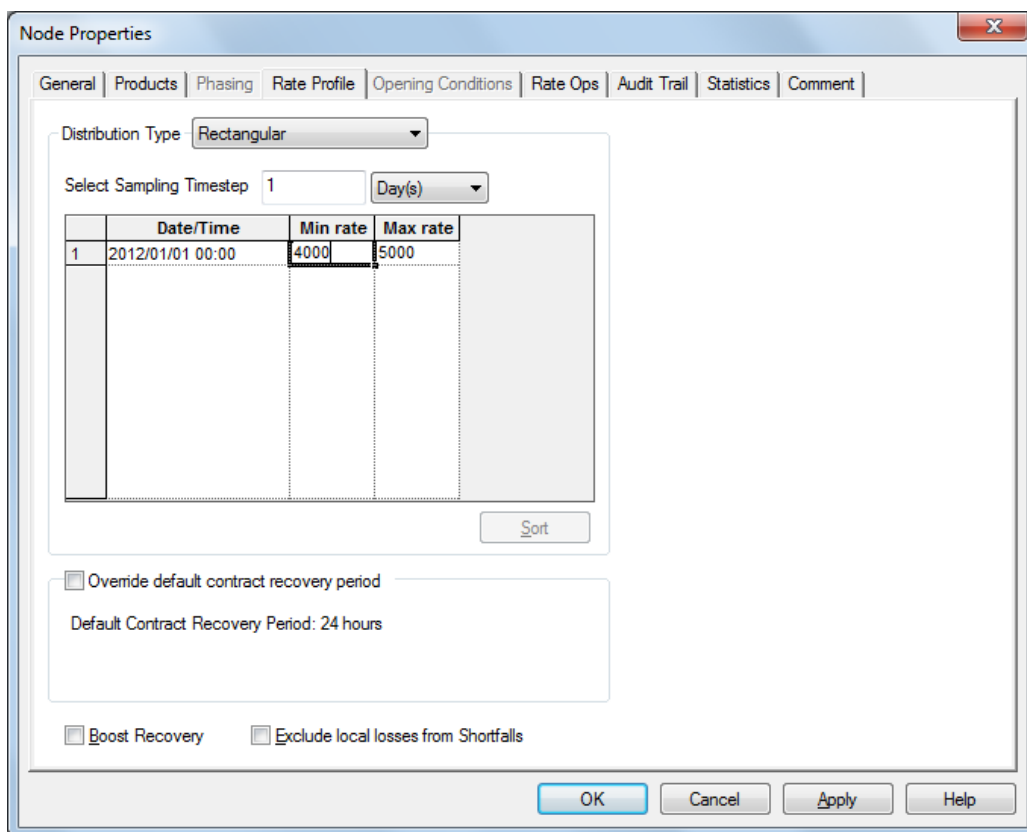 Node Properties
General Products Phasing Rate Profile Opening Conditions Rate Ops Audit Trail Statistics Comment
Distribution Type Rectangular
Select Sampling Timestep 1 Day(s)
Date/Time Min rate Max rate
1 2012/01/01 00:00 4000 5000
Sort
Override default contract recovery period
Default Contract Recovery Period: 24 hours
Boost Recovery Exclude local losses from Shortfalls
OK Cancel Apply Help